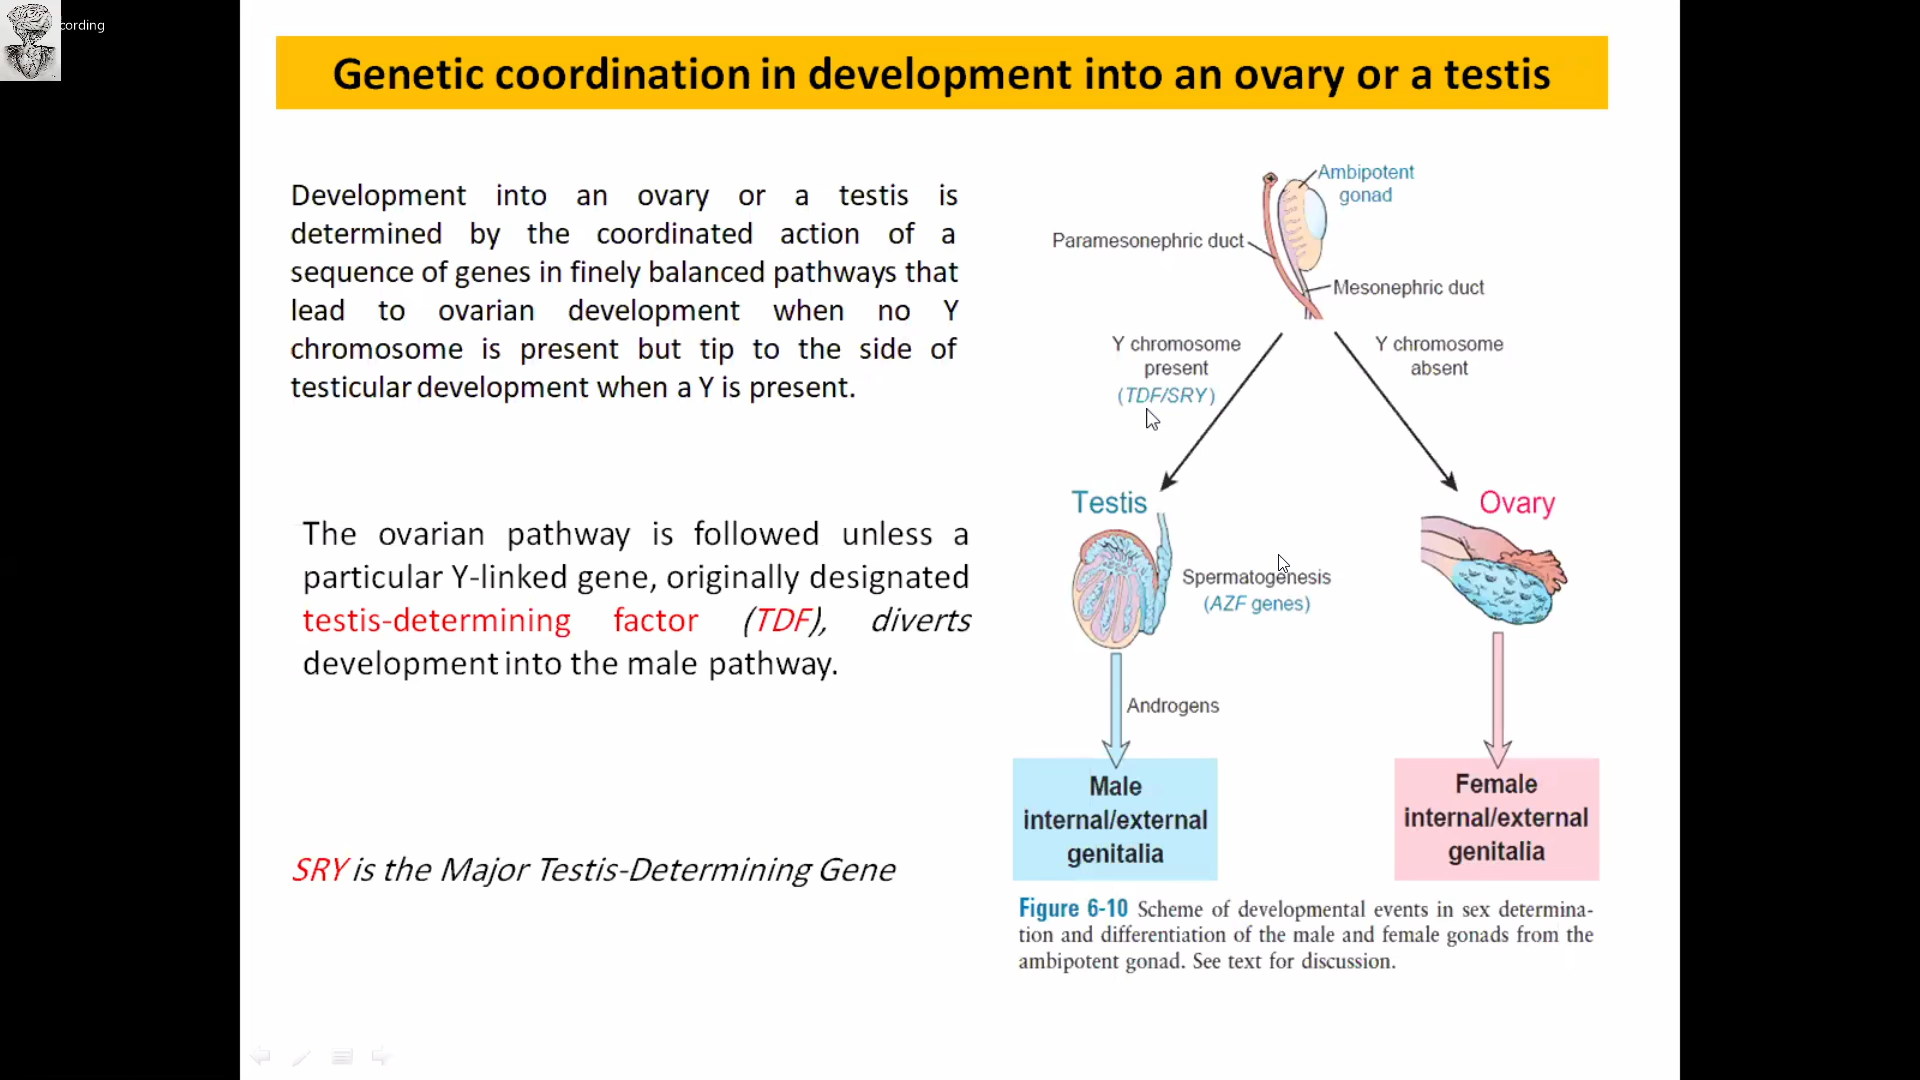 cording
Genetic coordination in development into an ovary or a testis
Development into an ovary or a testis is
determined by the coordinated action of a
sequence of genes in finely balanced pathways that
lead to ovarian development when no Y
chromosome is present but tip to the side of
testicular development when a Y is present.
The ovarian pathway is followed unless a
particular Y-linked gene, originally designated
testis-determining factor (TDF), diverts
development into the male pathway.
SRY is the Major Testis-Determining Gene
Ambipotent
gonad
Paramesonephric duct
Mesonephric duct
Y chromosome
present
(TDF/SRY)
Y chromosome
absent
Testis
Ovary
Spermatogenesis
(AZF genes)
Androgens
Male
internal/external
genitalia
Female
internal/external
genitalia
Figure 6-10 Scheme of developmental events in sex determina-
tion and differentiation of the male and female gonads from the
ambipotent gonad. See text for discussion.